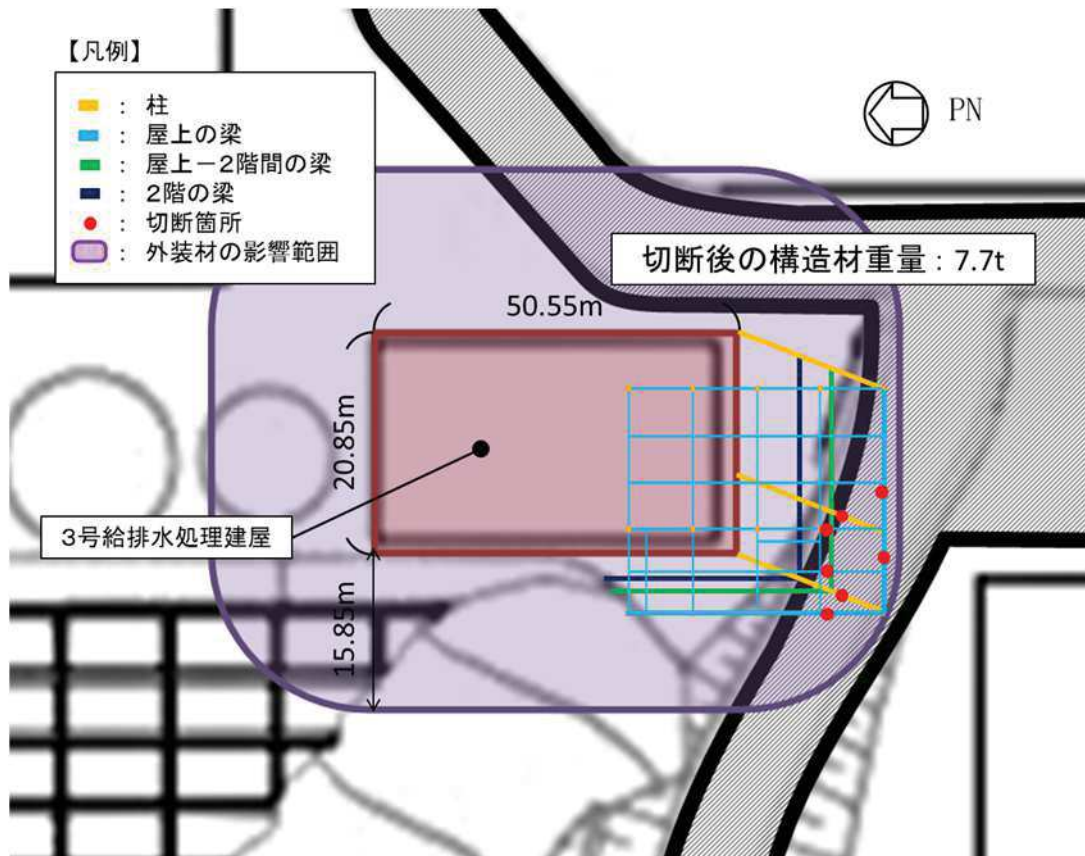 【凡例】
：柱
：屋上の梁
：屋上－2階間の梁
：2階の梁
：切断箇所
：外装材の影響範囲
PN
切断後の構造材重量：7.7t
50.55m
20.85m
3号給排水処理建屋
15.85m